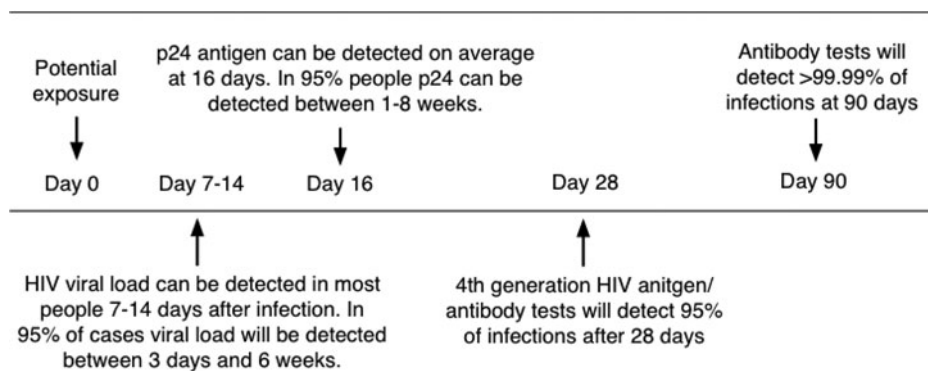 Potential
exposure
p24 antigen can be detected on average
at 16 days. In 95% people p24 can be
detected between 1-8 weeks.
Antibody tests will
detect >99.99% of
infections at 90 days
Day 0
Day 7-14
Day 16
Day 28
Day 90
HIV viral load can be detected in most
people 7-14 days after infection. In
95% of cases viral load will be detected
between 3 days and 6 weeks.
4th generation HIV anitgen/
antibody tests will detect 95%
of infections after 28 days